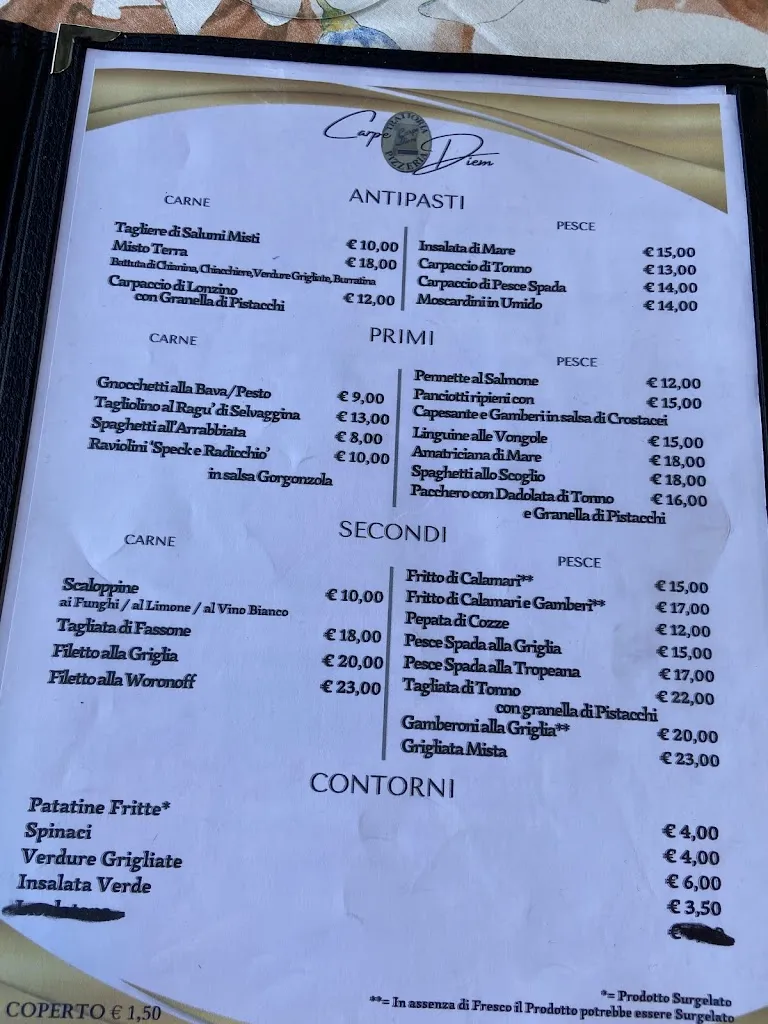 Carpe Diem
TRATTORIA
PIZZERIA
ANTIPASTI
CARNE
Tagliere di Salumi Misti € 10,00
Misto Terra € 18,00
Battuta di Chianina, Chiacchiere, Verdure Grigliate, Burratina
Carpaccio di Lonzino € 12,00
con Granella di Pistacchi
PESCE
Insalata di Mare € 15,00
Carpaccio di Tonno € 13,00
Carpaccio di Pesce Spada € 14,00
Moscardini in Umido € 14,00
PRIMI
CARNE
Gnocchetti alla Bava/Pesto € 9,00
Tagliolino al Ragu' di Selvaggina € 13,00
Spaghetti all'Arrabbiata € 8,00
Raviolini 'Speck e Radicchio' € 10,00
in salsa Gorgonzola
PESCE
Pennette al Salmone € 12,00
Panciotti ripieni con € 15,00
Capesante e Gamberi in salsa di Crostacei
Linguine alle Vongole € 15,00
Amatriciana di Mare € 18,00
Spaghetti allo Scoglio € 18,00
Pacchero con Dadolata di Tonno € 16,00
e Granella di Pistacchi
SECONDI
CARNE
Scaloppine € 10,00
ai Funghi / al Limone / al Vino Bianco
Tagliata di Fassone € 18,00
Filetto alla Griglia € 20,00
Filetto alla Woronoff € 23,00
PESCE
Fritto di Calamari** € 15,00
Fritto di Calamari e Gamberi** € 17,00
Pepata di Cozze € 12,00
Pesce Spada alla Griglia € 15,00
Pesce Spada alla Tropeana € 17,00
Tagliata di Tonno € 22,00
con granella di Pistacchi
Gamberoni alla Griglia** € 20,00
Grigliata Mista € 23,00
CONTORNI
Patatine Fritte* € 4,00
Spinaci € 4,00
Verdure Grigliate € 6,00
Insalata Verde € 3,50
€
*= Prodotto Surgelato
**= In assenza di Fresco il Prodotto potrebbe essere Surgelato
COPERTO € 1,50